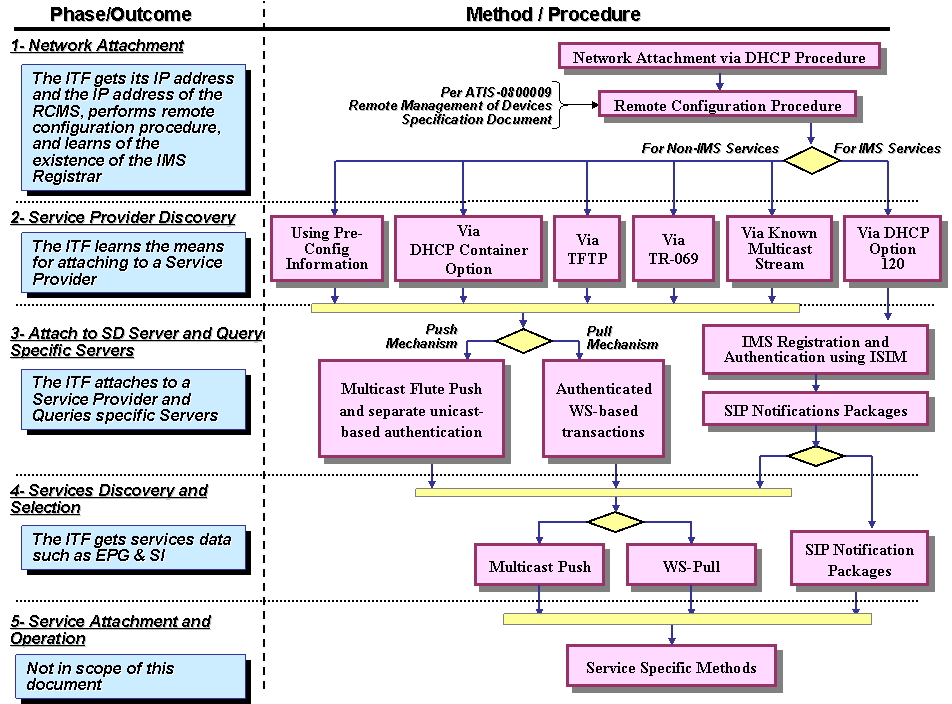 Phase/Outcome
Method / Procedure
1- Network Attachment
The ITF gets its IP address
and the IP address of the
RCMS, performs remote
configuration procedure,
and learns of the
existence of the IMS
Registrar
Network Attachment via DHCP Procedure
Per ATIS-0800009
Remote Management of Devices
Specification Document
Remote Configuration Procedure
For Non-IMS Services
For IMS Services
2- Service Provider Discovery
The ITF learns the means
for attaching to a Service
Provider
Using Pre-
Config
Information
Via
DHCP Container
Option
Via
TFTP
Via
TR-069
Via Known
Multicast
Stream
Via DHCP
Option
120
3- Attach to SD Server and Query
Specific Servers
The ITF attaches to a
Service Provider and
Queries specific Servers
Push
Mechanism
Pull
Mechanism
Multicast Flute Push
and separate unicast-
based authentication
Authenticated
WS-based
transactions
IMS Registration and
Authentication using ISIM
SIP Notifications Packages
4- Services Discovery and
Selection
The ITF gets services data
such as EPG & SI
Multicast Push
WS-Pull
SIP Notification
Packages
5- Service Attachment and
Operation
Not in scope of this
document
Service Specific Methods